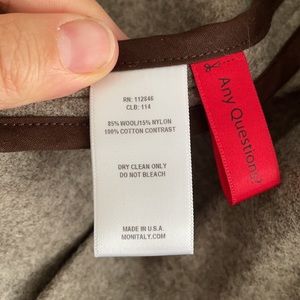 RN: 112846
CLB: 114
85% WOOL/15% NYLON
100% COTTON CONTRAST
DRY CLEAN ONLY
DO NOT BLEACH
MADE IN U.S.A.
MONITALY.COM
Any Questions?